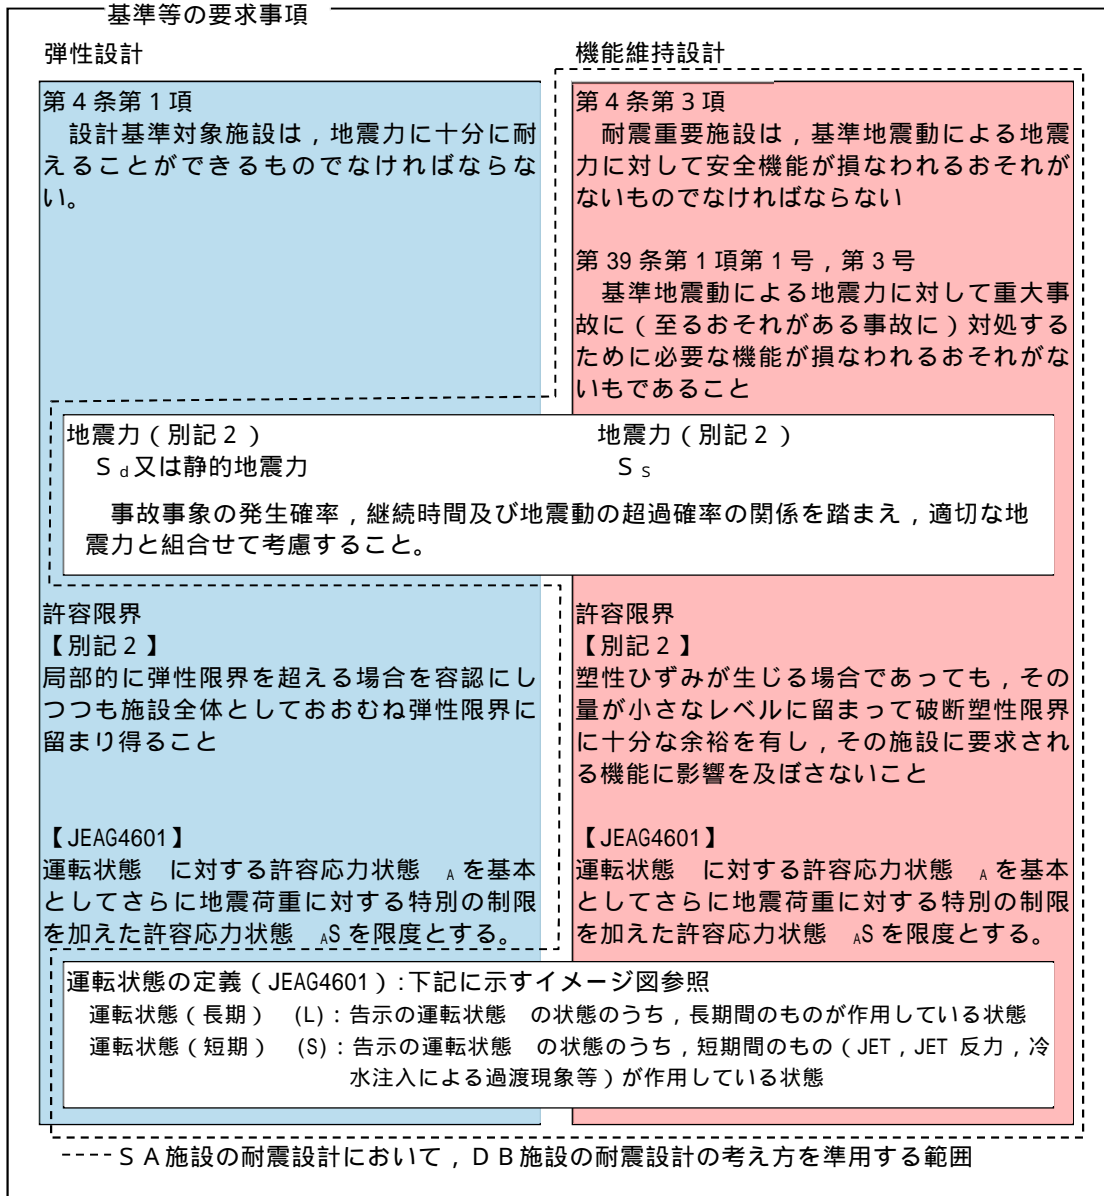 基準等の要求事項
弾性設計
機能維持設計
第４条第１項
設計基準対象施設は，地震力に十分に耐
えることができるものでなければならな
い。
第４条第３項
耐震重要施設は，基準地震動による地震
力に対して安全機能が損なわれるおそれが
ないものでなければならない
第 39 条第１項第１号，第３号
基準地震動による地震力に対して重大事
故に（至るおそれがある事故に）対処する
ために必要な機能が損なわれるおそれがな
いもであること
地震力（別記２）
Ｓd又は静的地震力
地震力（別記２）
ＳS
事故事象の発生確率，継続時間及び地震動の超過確率の関係を踏まえ，適切な地
震力と組合せて考慮すること。
許容限界
【別記２】
局部的に弾性限界を超える場合を容認にし
つつも施設全体としておおむね弾性限界に
留まり得ること
【JEAG4601】
運転状態　に対する許容応力状態　Aを基本
としてさらに地震荷重に対する特別の制限
を加えた許容応力状態　ASを限度とする。
許容限界
【別記２】
塑性ひずみが生じる場合であっても，その
量が小さなレベルに留まって破断塑性限界
に十分な余裕を有し，その施設に要求され
る機能に影響を及ぼさないこと
【JEAG4601】
運転状態　に対する許容応力状態　Aを基本
としてさらに地震荷重に対する特別の制限
を加えた許容応力状態　ASを限度とする。
運転状態の定義（JEAG4601）:下記に示すイメージ図参照
運転状態（長期）　(L)：告示の運転状態　の状態のうち，長期間のものが作用している状態
運転状態（短期）　(S)：告示の運転状態　の状態のうち，短期間のもの（JET，JET 反力，冷
水注入による過渡現象等）が作用している状態
ＳＡ施設の耐震設計において，ＤＢ施設の耐震設計の考え方を準用する範囲